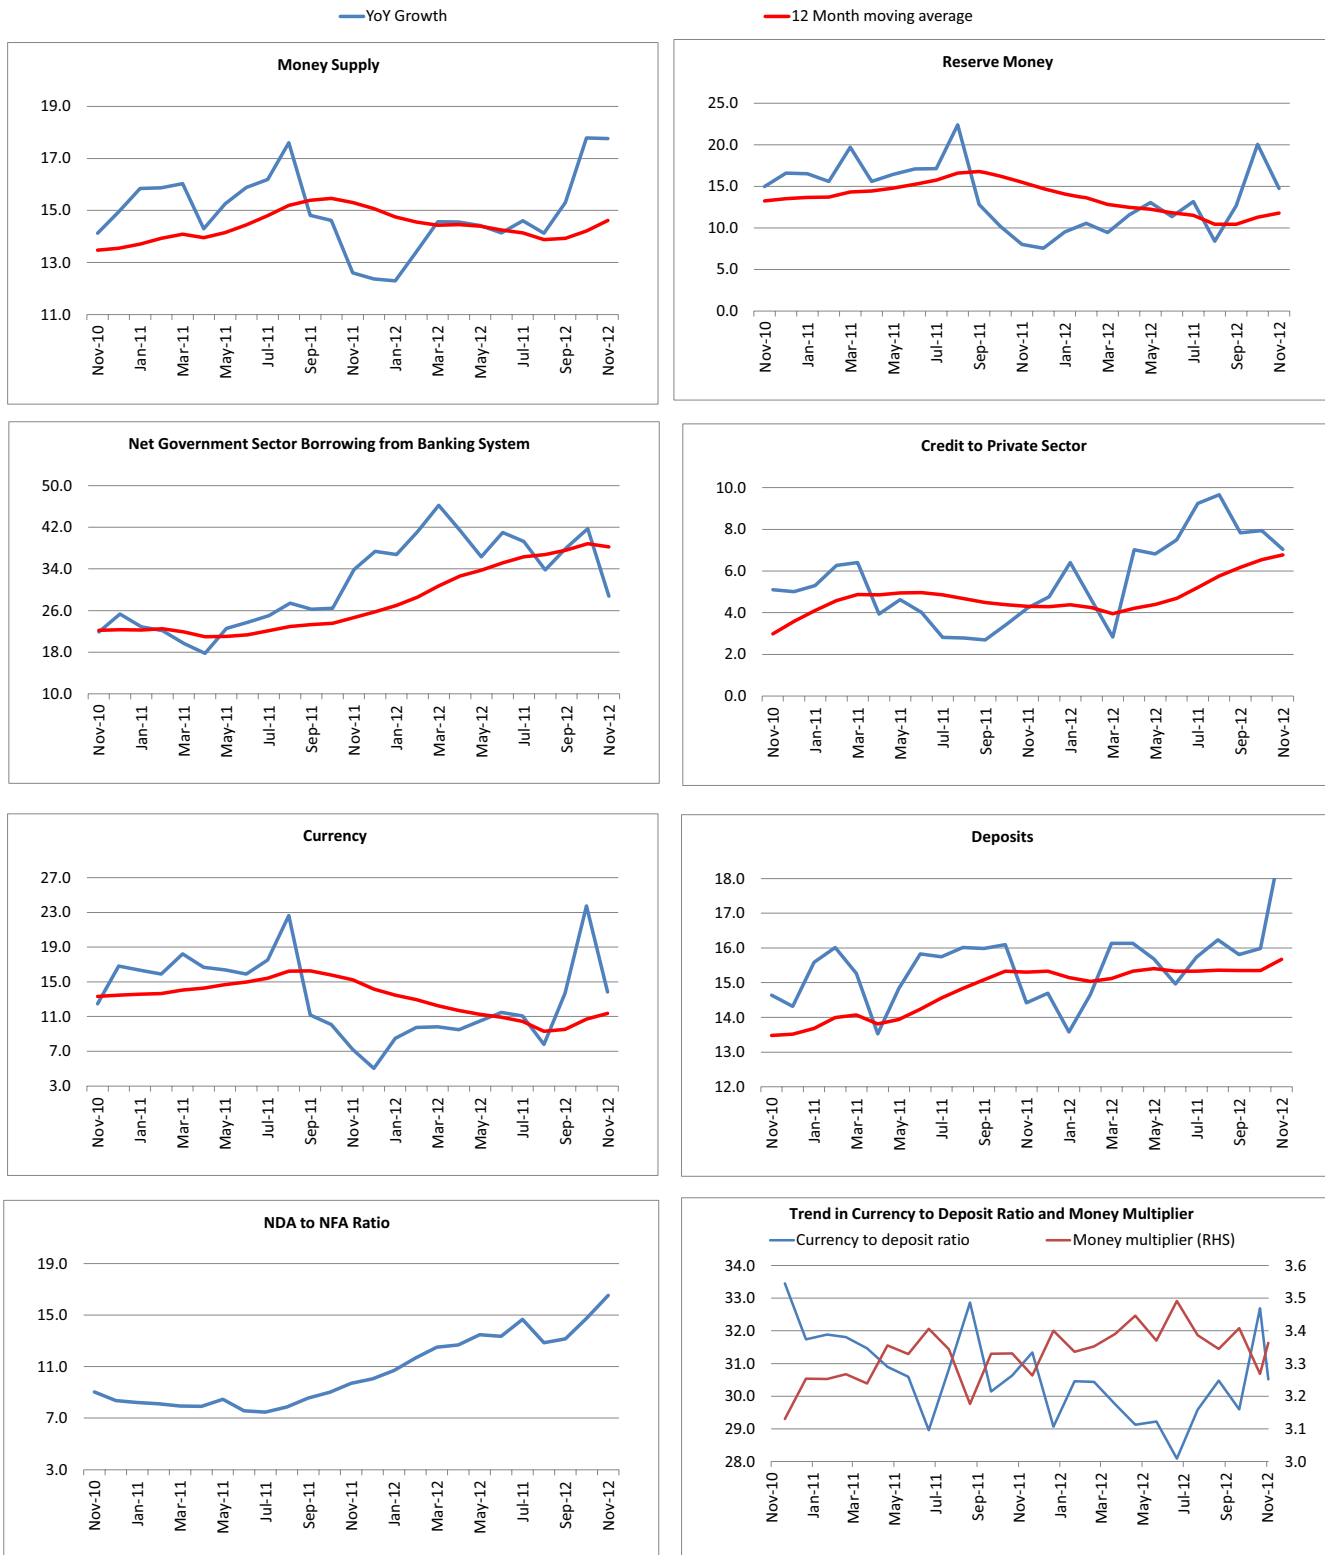 YoY Growth 12 Month moving average
Money Supply
19.0
17.0
15.0
13.0
11.0
Nov-10 Jan-11 Mar-11 May-11 Jul-11 Sep-11 Nov-11 Jan-12 Mar-12 May-12 Jul-12 Sep-12 Nov-12
Reserve Money
25.0
20.0
15.0
10.0
5.0
0.0
Nov-10 Jan-11 Mar-11 May-11 Jul-11 Sep-11 Nov-11 Jan-12 Mar-12 May-12 Jul-12 Sep-12 Nov-12
Net Government Sector Borrowing from Banking System
50.0
42.0
34.0
26.0
18.0
10.0
Nov-10 Jan-11 Mar-11 May-11 Jul-11 Sep-11 Nov-11 Jan-12 Mar-12 May-12 Jul-12 Sep-12 Nov-12
Credit to Private Sector
10.0
8.0
6.0
4.0
2.0
0.0
Nov-10 Jan-11 Mar-11 May-11 Jul-11 Sep-11 Nov-11 Jan-12 Mar-12 May-12 Jul-12 Sep-12 Nov-12
Currency
27.0
23.0
19.0
15.0
11.0
7.0
3.0
Nov-10 Jan-11 Mar-11 May-11 Jul-11 Sep-11 Nov-11 Jan-12 Mar-12 May-12 Jul-12 Sep-12 Nov-12
Deposits
18.0
17.0
16.0
15.0
14.0
13.0
12.0
Nov-10 Jan-11 Mar-11 May-11 Jul-11 Sep-11 Nov-11 Jan-12 Mar-12 May-12 Jul-12 Sep-12 Nov-12
NDA to NFA Ratio
19.0
15.0
11.0
7.0
3.0
Nov-10 Jan-11 Mar-11 May-11 Jul-11 Sep-11 Nov-11 Jan-12 Mar-12 May-12 Jul-12 Sep-12 Nov-12
Trend in Currency to Deposit Ratio and Money Multiplier
Currency to deposit ratio Money multiplier (RHS)
34.0 3.6
33.0 3.5
32.0 3.4
31.0 3.3
30.0 3.2
29.0 3.1
28.0 3.0
Nov-10 Jan-11 Mar-11 May-11 Jul-11 Sep-11 Nov-11 Jan-12 Mar-12 May-12 Jul-12 Sep-12 Nov-12